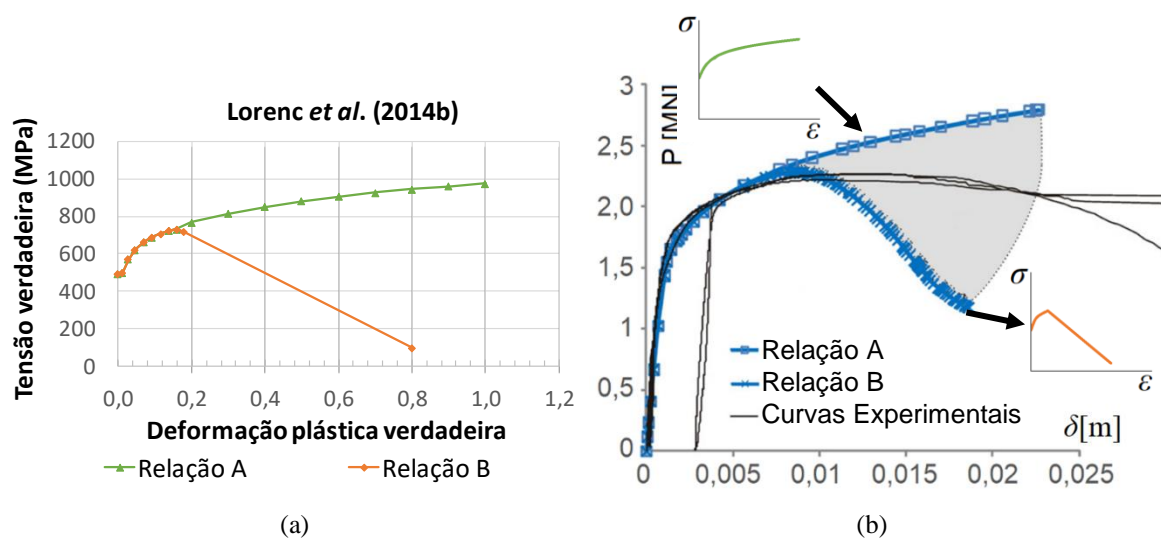 Lorenc et al. (2014b)
Tensão verdadeira (MPa)
1200
1000
800
600
400
200
0
0,0 0,2 0,4 0,6 0,8 1,0 1,2
Deformação plástica verdadeira
Relação A Relação B
(a)
σ
ε
P [MN]
3
2,5
2,0
1,5
1,0
0,5
0
σ
ε
Relação A
Relação B
Curvas Experimentais
δ[m]
0 0,005 0,01 0,015 0,02 0,025
(b)